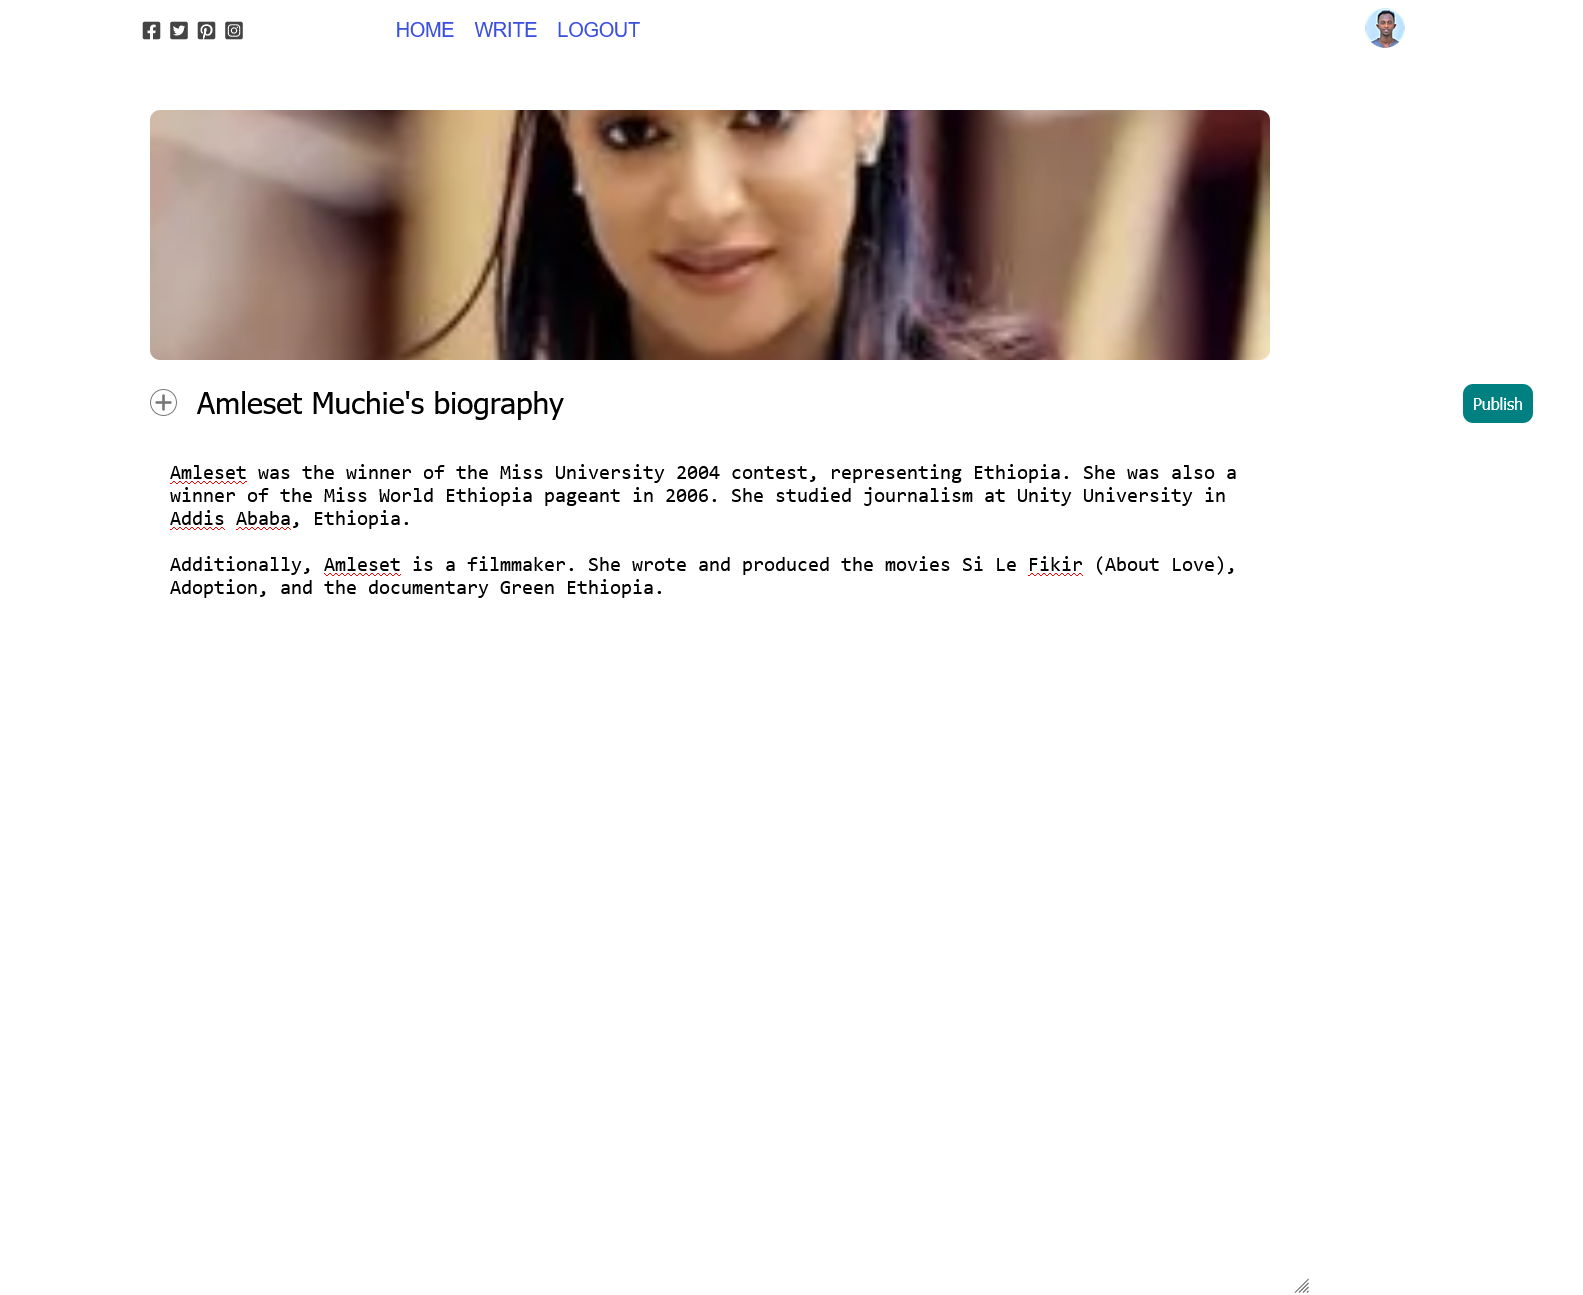 HOME WRITE LOGOUT
Amleset Muchie's biography
Publish
Amleset was the winner of the Miss University 2004 contest, representing Ethiopia. She was also a
winner of the Miss World Ethiopia pageant in 2006. She studied journalism at Unity University in
Addis Ababa, Ethiopia.
Additionally, Amleset is a filmmaker. She wrote and produced the movies Si Le Fikir (About Love),
Adoption, and the documentary Green Ethiopia.